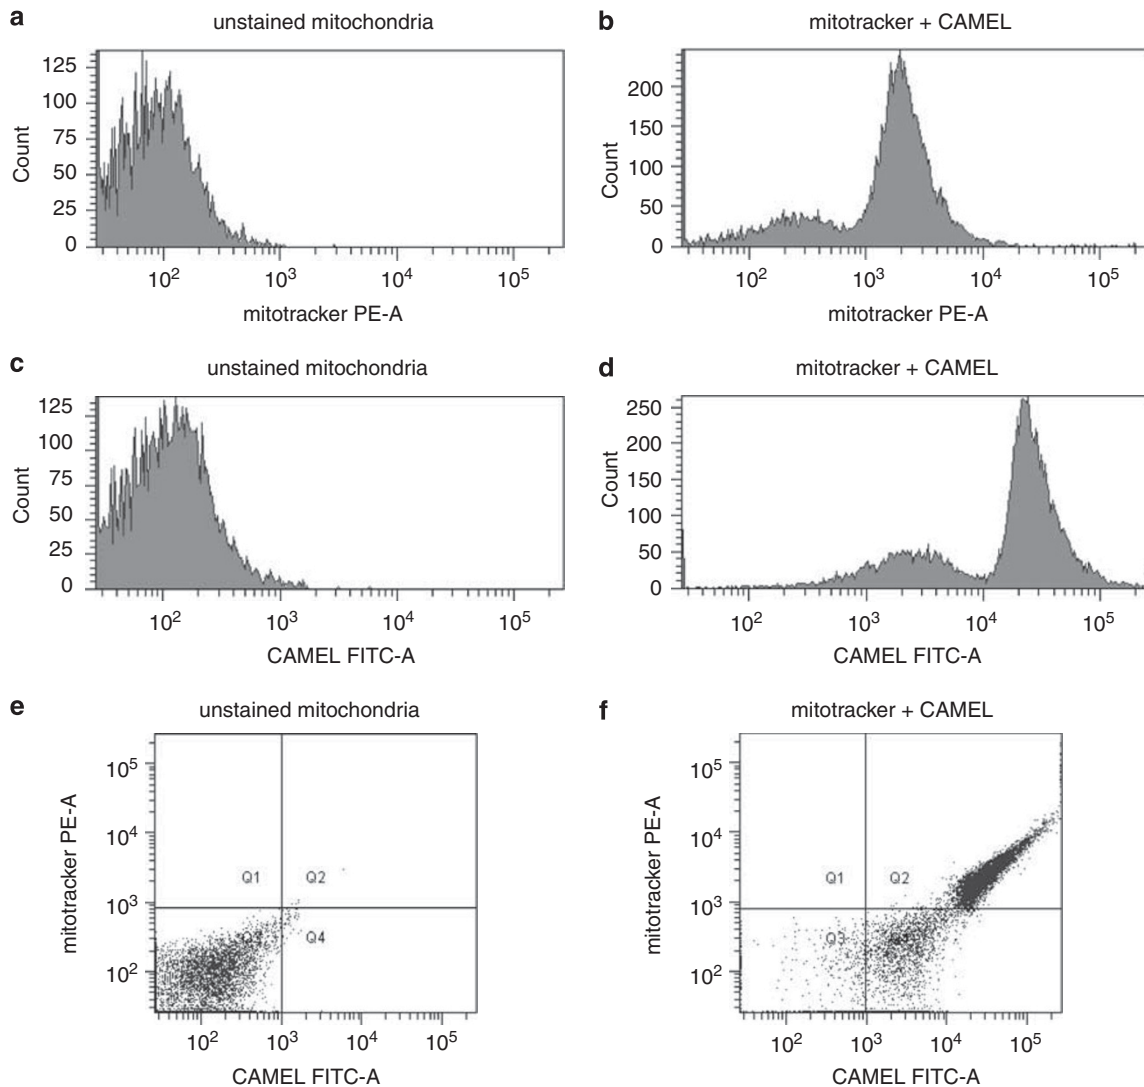 a
unstained mitochondria
125
100
75
50
25
0
Count
10²
10³
10⁴
10⁵
mitotracker PE-A
b
mitotracker + CAMEL
200
150
100
50
0
Count
10²
10³
10⁴
10⁵
mitotracker PE-A
c
unstained mitochondria
125
100
75
50
25
0
Count
10²
10³
10⁴
10⁵
CAMEL FITC-A
d
mitotracker + CAMEL
250
200
150
100
50
0
Count
10²
10³
10⁴
10⁵
CAMEL FITC-A
e
unstained mitochondria
10⁵
10⁴
10³
10²
mitotracker PE-A
Q1
Q2
Q3
Q4
10²
10³
10⁴
10⁵
CAMEL FITC-A
f
mitotracker + CAMEL
10⁵
10⁴
10³
10²
mitotracker PE-A
Q1
Q2
Q3
10²
10³
10⁴
10⁵
CAMEL FITC-A